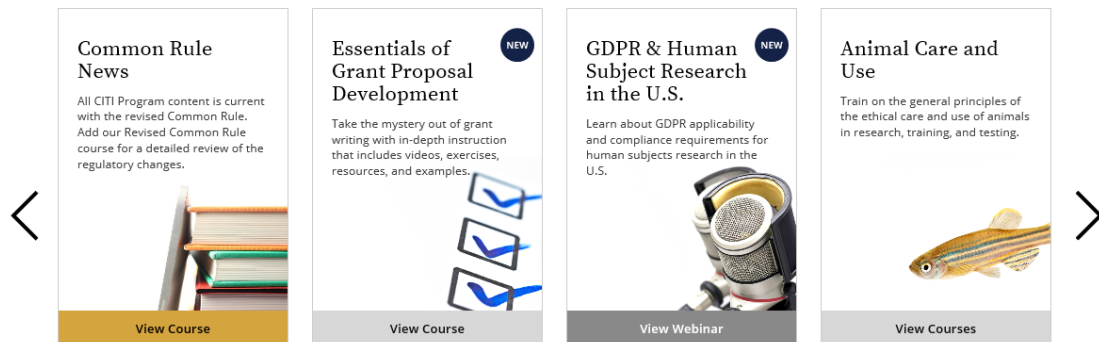 Common Rule
News
All CITI Program content is current
with the revised Common Rule.
Add our Revised Common Rule
course for a detailed review of the
regulatory changes.
View Course
Essentials of
Grant Proposal
Development
NEW
Take the mystery out of grant
writing with in-depth instruction
that includes videos, exercises,
resources, and examples.
View Course
GDPR & Human
Subject Research
in the U.S.
NEW
Learn about GDPR applicability
and compliance requirements for
human subjects research in the
U.S.
View Webinar
Animal Care and
Use
Train on the general principles of
the ethical care and use of animals
in research, training, and testing.
View Courses